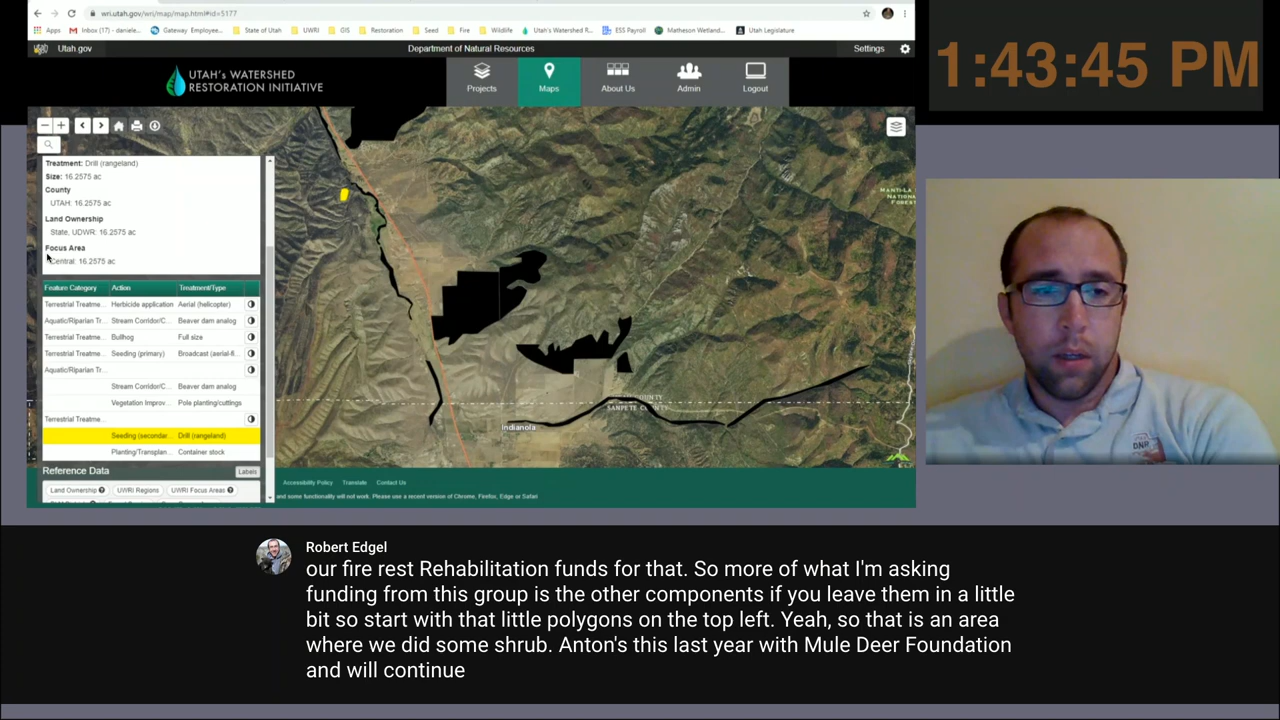 wri.utah.gov/wri/map/map.html#id=5177
Apps Inbox (17) - daniele... Gateway Employee... State of Utah UWRI GIS Restoration Seed Fire Wildlife Utah's Watershed R... ESS Payroll Matheson Wetland... Utah Legislature
Utah.gov Department of Natural Resources Settings
1:43:45 PM
UTAH'S WATERSHED
RESTORATION INITIATIVE
Projects Maps About Us Admin Logout
Treatment: Drill (rangeland)
Size: 16.2575 ac
County
UTAH: 16.2575 ac
Land Ownership
State, UDWR: 16.2575 ac
Focus Area
Central: 16.2575 ac
Feature Category Action Treatment/Type
Terrestrial Treatme... Herbicide application Aerial (helicopter)
Aquatic/Riparian Tr... Stream Corridor/C... Beaver dam analog
Terrestrial Treatme... Bullhog Full size
Terrestrial Treatme... Seeding (primary) Broadcast (aerial-fi...
Aquatic/Riparian Tr...
Stream Corridor/C... Beaver dam analog
Vegetation Improv... Pole planting/cuttings
Terrestrial Treatme...
Seeding (secondar... Drill (rangeland)
Planting/Transplan... Container stock
Reference Data Labels
Land Ownership UWRI Regions UWRI Focus Areas
MANTI-LA
NATIONAL
FOREST
COUNTY
SANPETE COUNTY
Indianola
Accessibility Policy Translate Contact Us
and some functionality will not work. Please use a recent version of Chrome, Firefox, Edge or Safari
DNR
Robert Edgel
our fire rest Rehabilitation funds for that. So more of what I'm asking
funding from this group is the other components if you leave them in a little
bit so start with that little polygons on the top left. Yeah, so that is an area
where we did some shrub. Anton's this last year with Mule Deer Foundation
and will continue